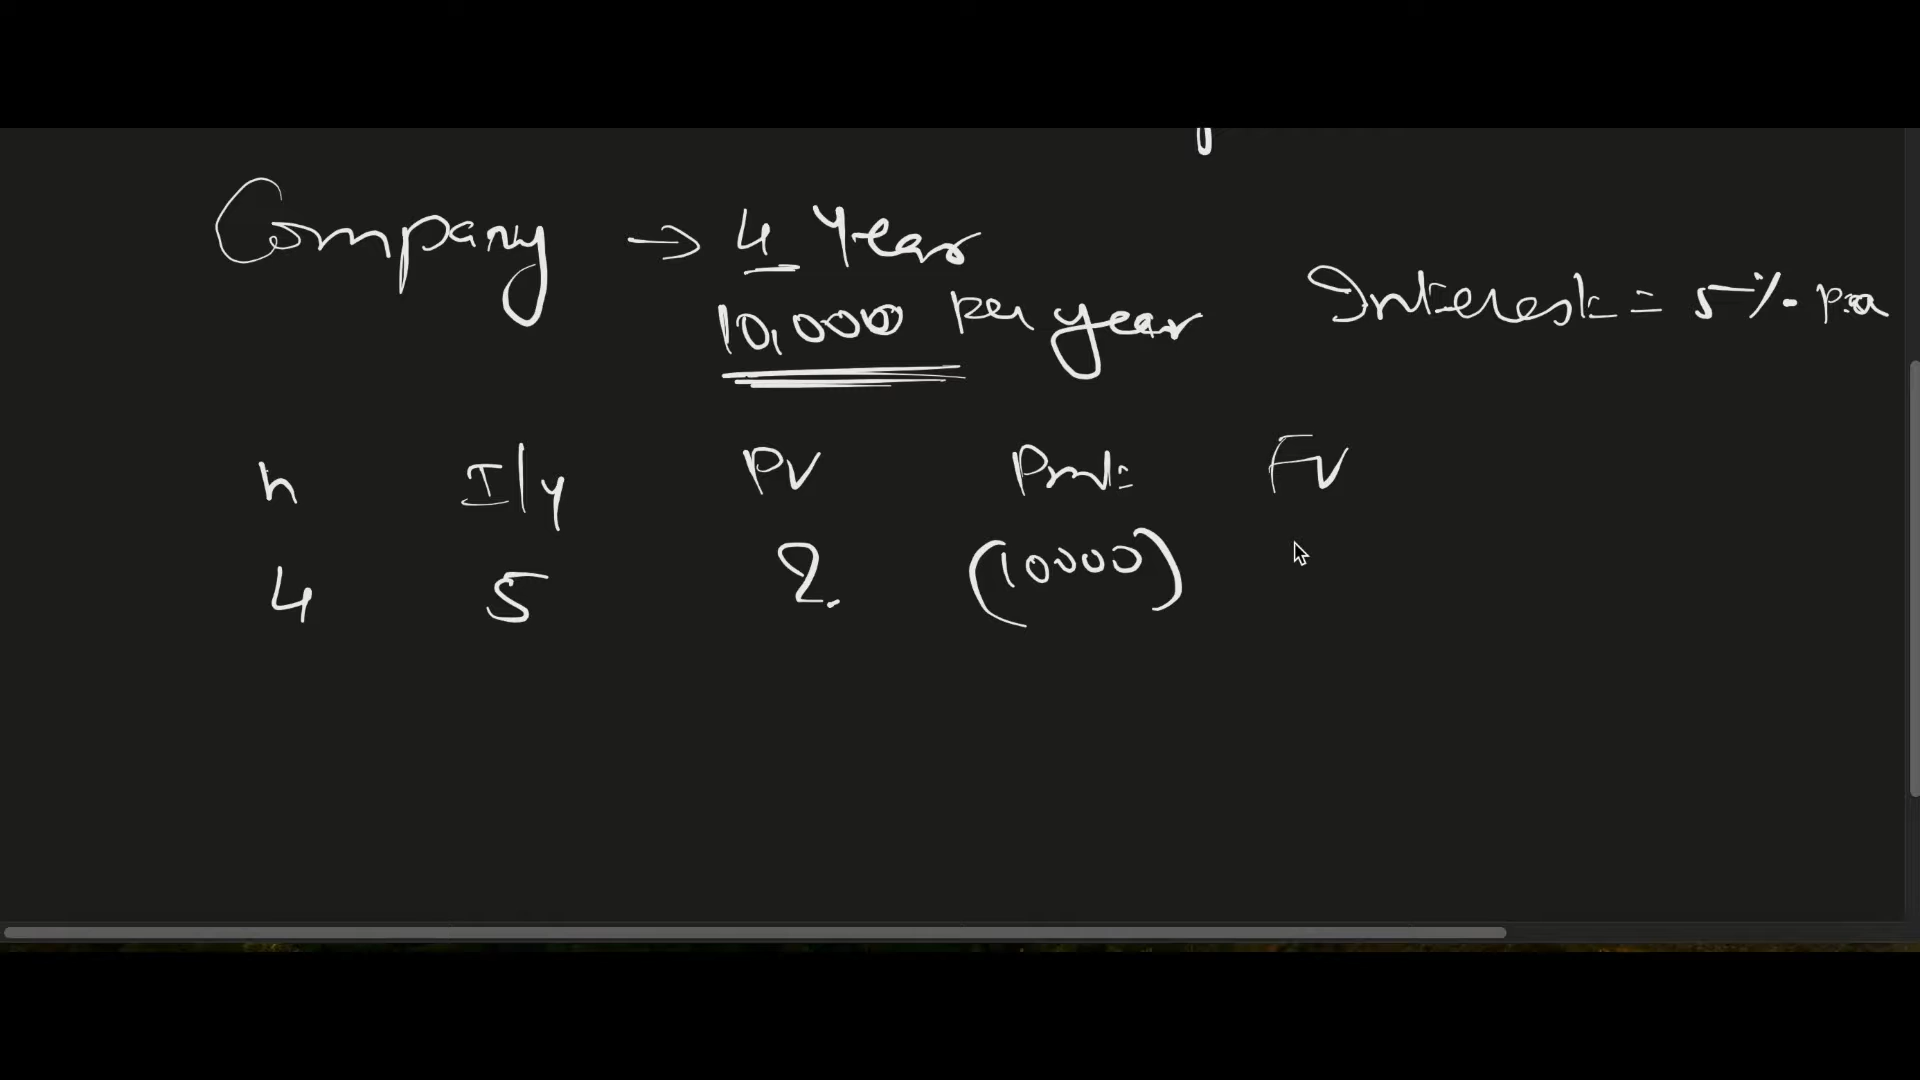 Company → 4 Year
10,000 per year
Interest = 5% p.a
n I/y PV Pmt FV
4 5 ? (10000)